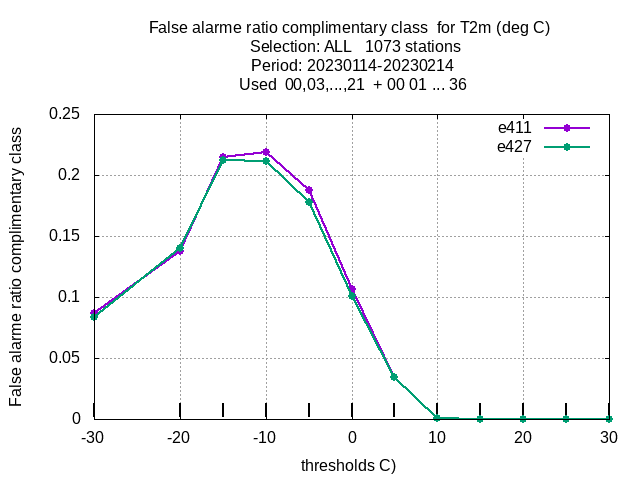 False alarme ratio complimentary class  for T2m (deg C)
Selection: ALL   1073 stations
Period: 20230114-20230214
Used  00,03,...,21  + 00 01 ... 36
False alarme ratio complimentary class
0.25
0.2
0.15
0.1
0.05
0
e411
e427
-30 -20 -10 0 10 20 30
thresholds C)